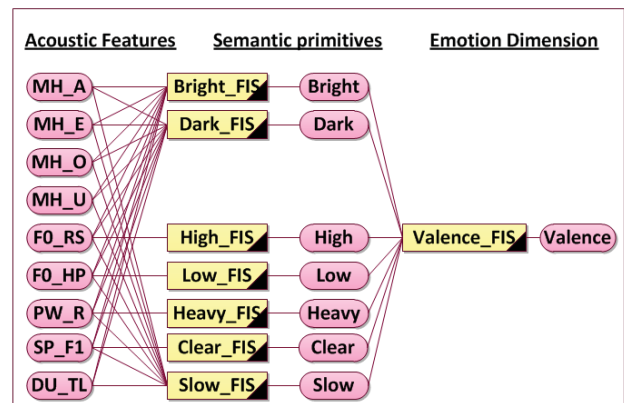 Acoustic Features Semantic primitives Emotion Dimension
MH_A Bright_FIS Bright
MH_E Dark_FIS Dark
MH_O
MH_U
F0_RS High_FIS High Valence_FIS Valence
F0_HP Low_FIS Low
PW_R Heavy_FIS Heavy
SP_F1 Clear_FIS Clear
DU_TL Slow_FIS Slow